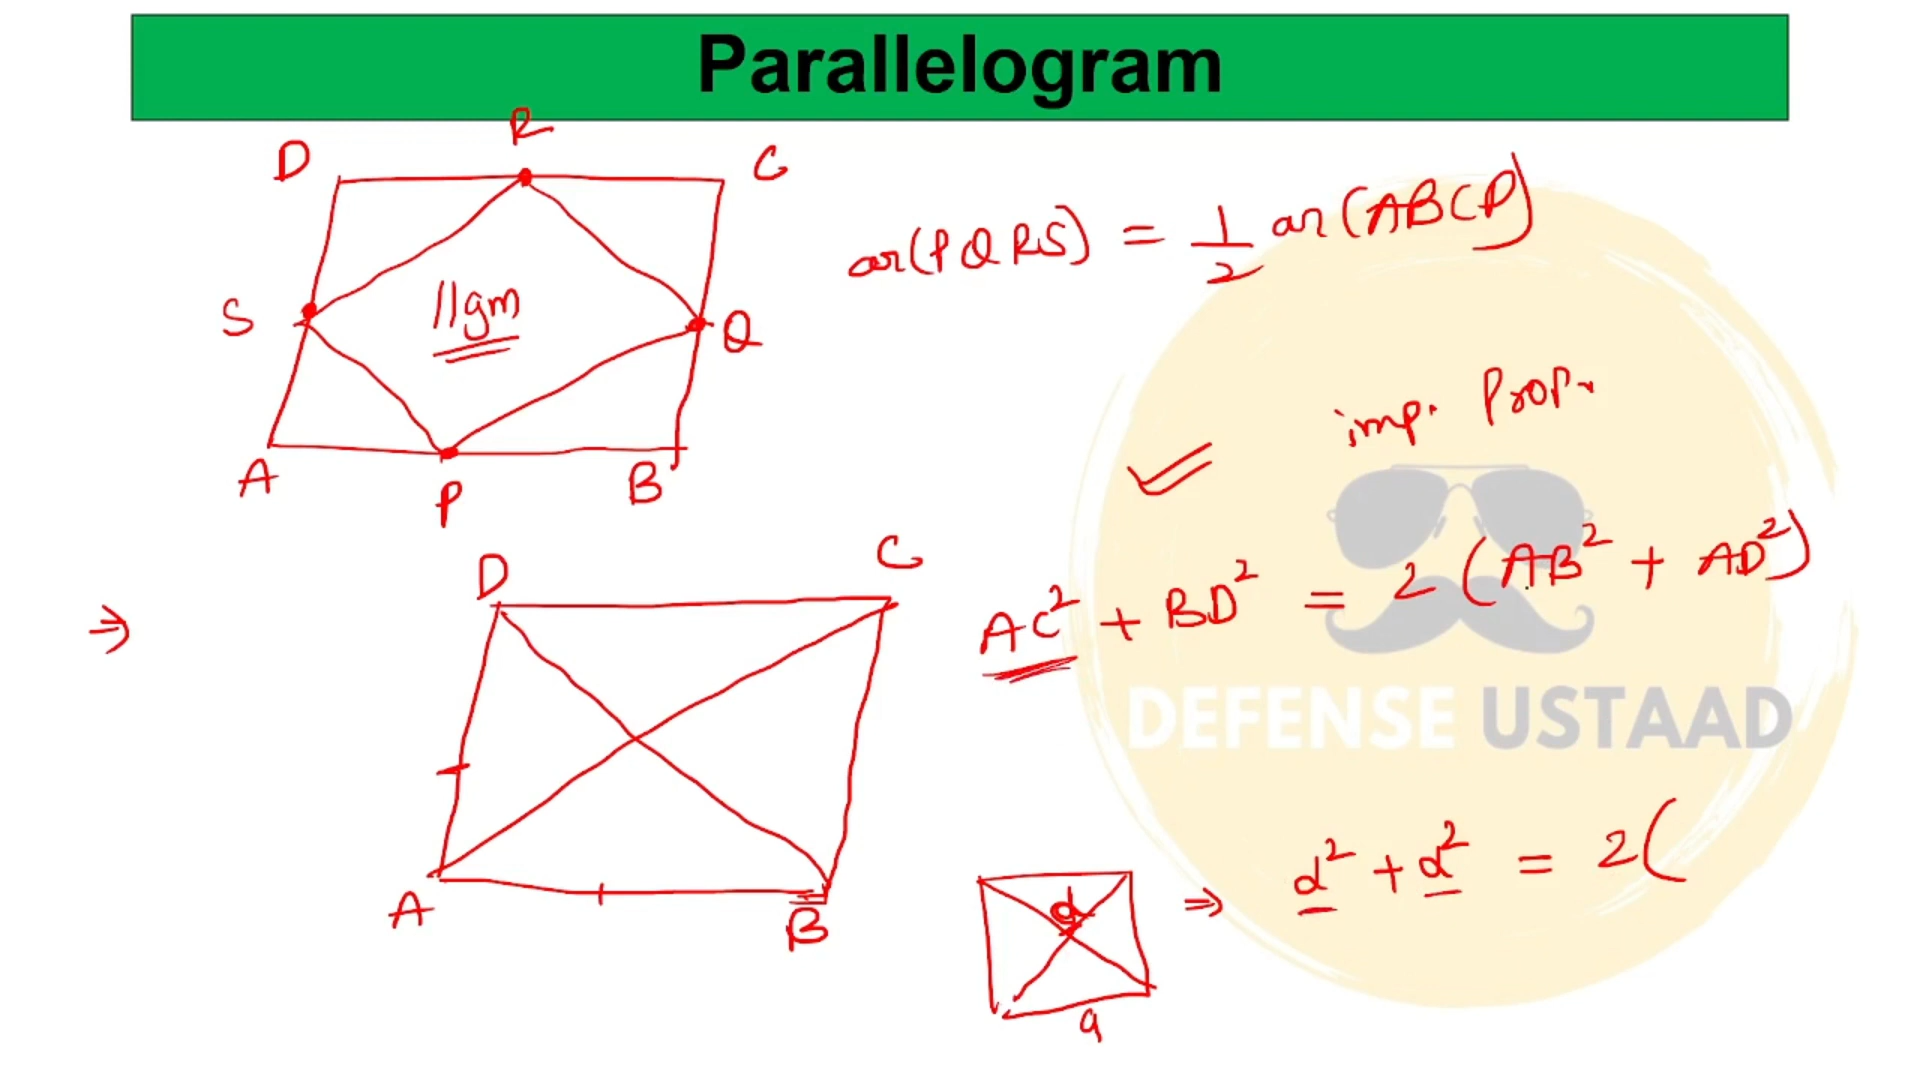 Parallelogram
R
D
C
ar(PQRS) = 1/2 ar(ABCD)
S
||gm
Q
A
P
B
imp. Prop.
D
C
⇒
AC² + BD² = 2 (AB² + AD²)
DEFENSE USTAAD
A
B
d
⇒ d² + d² = 2(
a